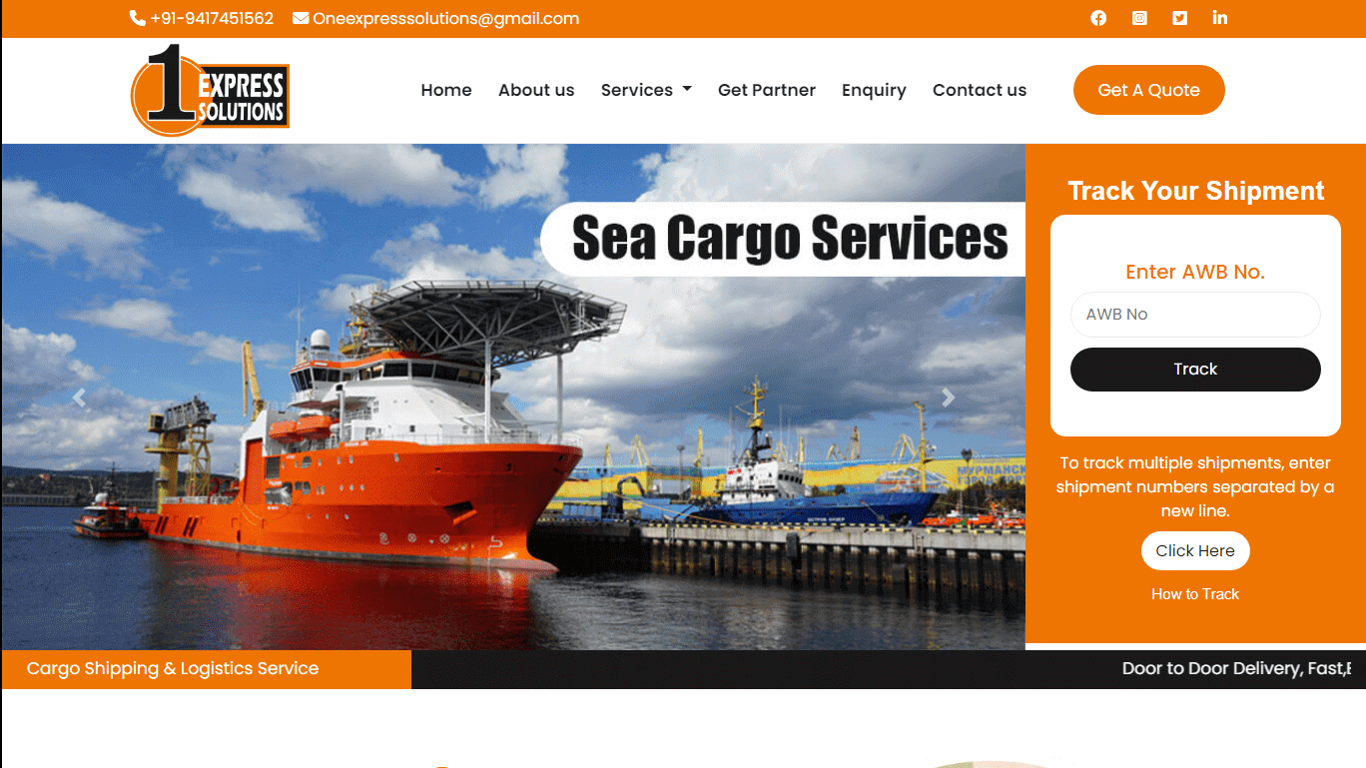 +91-9417451562 Oneexpresssolutions@gmail.com
1 EXPRESS
SOLUTIONS
Home About us Services Get Partner Enquiry Contact us Get A Quote
Sea Cargo Services
МУРМАНСК
Track Your Shipment
Enter AWB No.
AWB No
Track
To track multiple shipments, enter
shipment numbers separated by a
new line.
Click Here
How to Track
Cargo Shipping & Logistics Service
Door to Door Delivery, Fast,